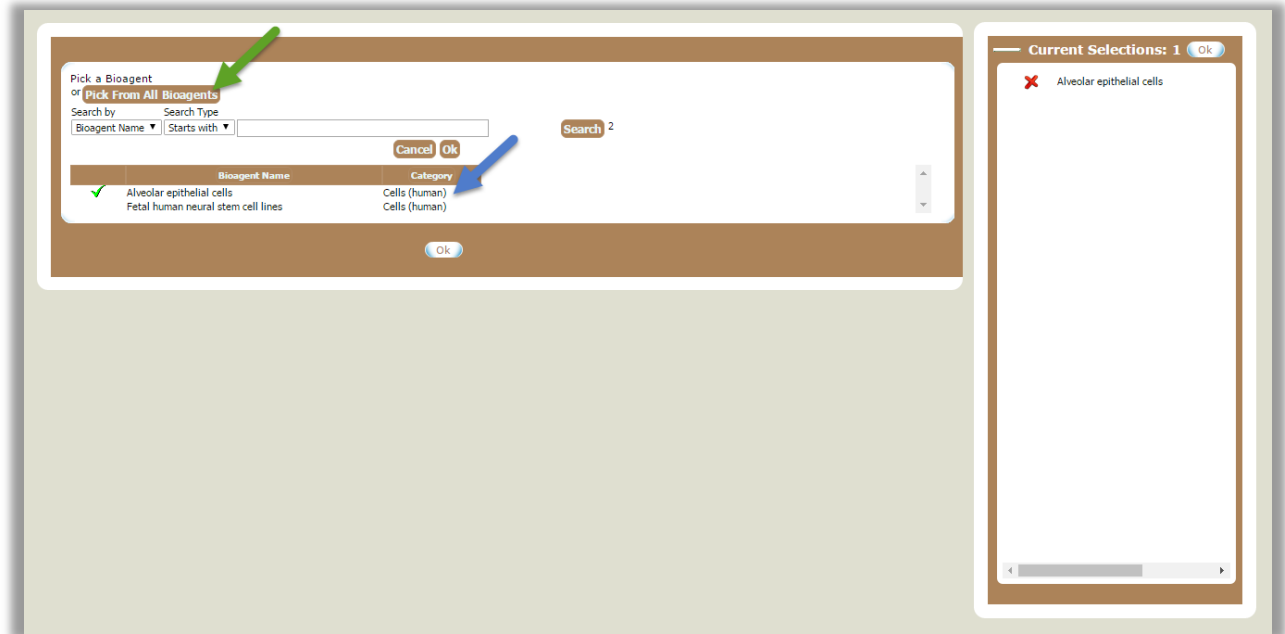 Pick a Bioagent
or Pick From All Bioagents
Search by Search Type
Bioagent Name Starts with Search 2
Cancel Ok
Bioagent Name Category
Alveolar epithelial cells Cells (human)
Fetal human neural stem cell lines Cells (human)
Ok
Current Selections: 1 Ok
Alveolar epithelial cells